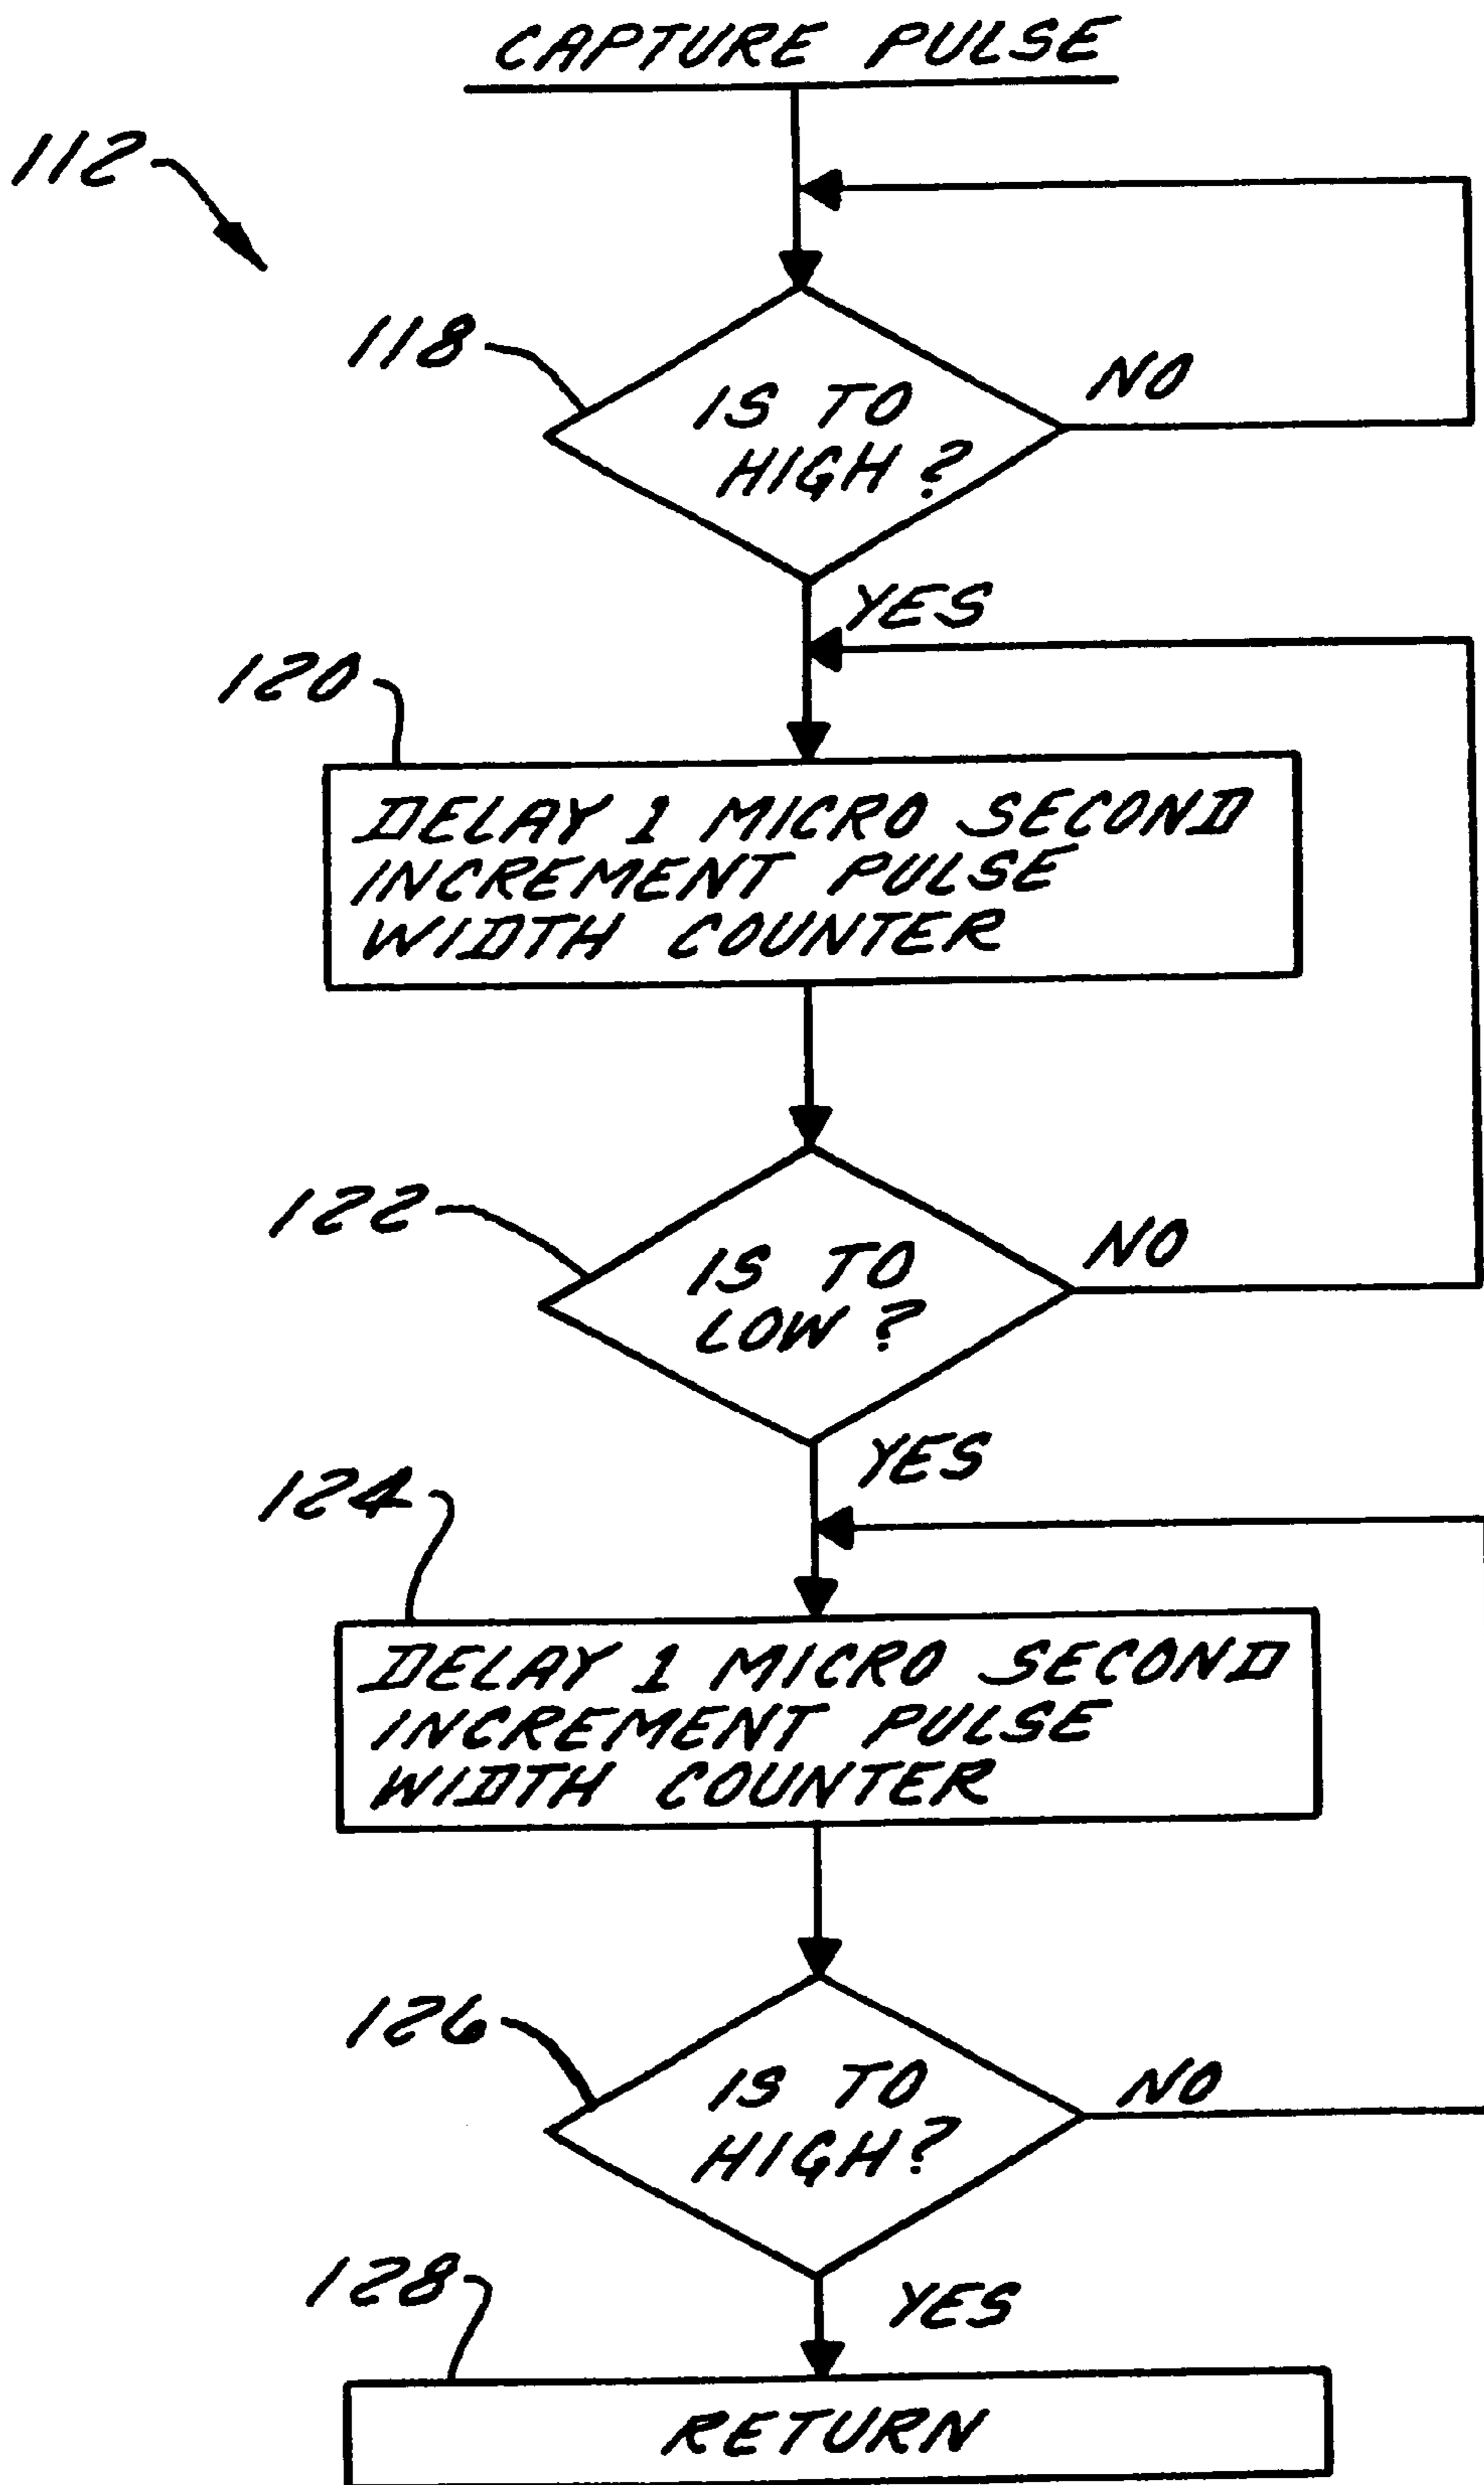 CAPTURE PULSE
112
118
IS TO
HIGH?
NO
YES
120
DELAY 1 MICRO SECOND
INCREMENT PULSE
WIDTH COUNTER
122
IS TO
LOW?
NO
YES
124
DELAY 1 MICRO SECOND
INCREMENT PULSE
WIDTH COUNTER
126
IS TO
HIGH?
NO
YES
128
RETURN